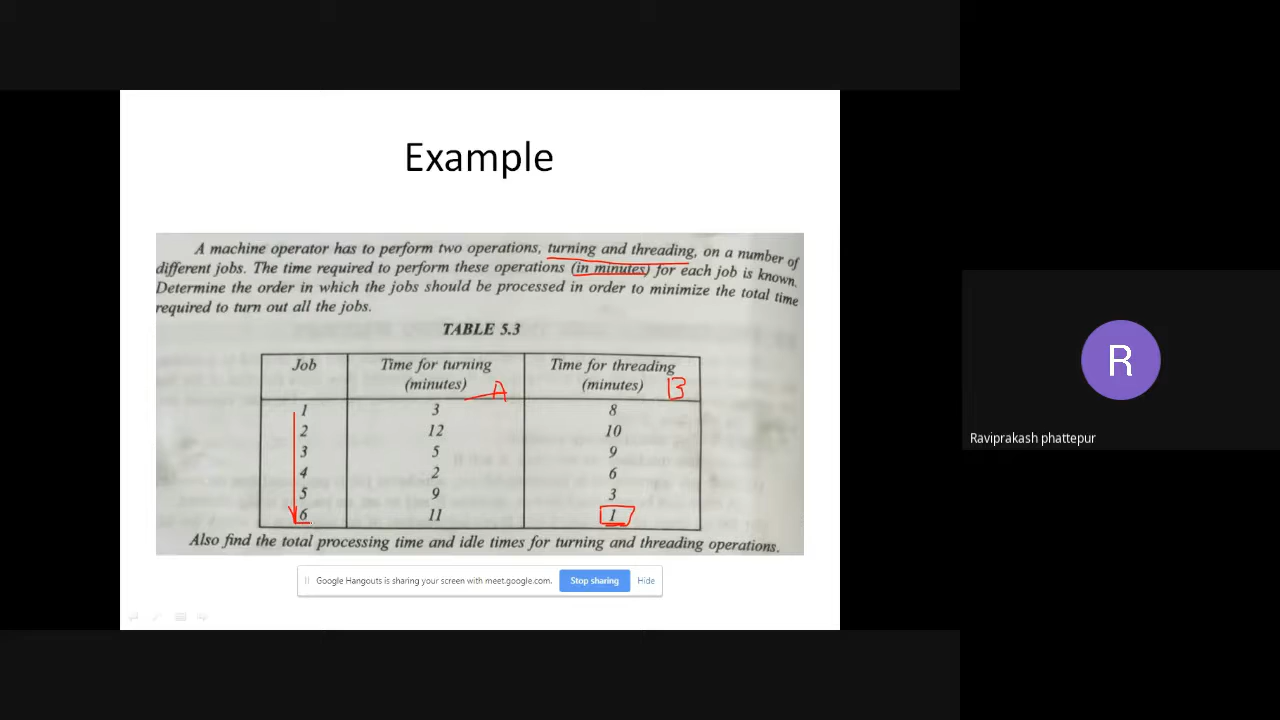 Example
A machine operator has to perform two operations, turning and threading, on a number of
different jobs. The time required to perform these operations (in minutes) for each job is known.
Determine the order in which the jobs should be processed in order to minimize the total time
required to turn out all the jobs.
TABLE 5.3
Job Time for turning (minutes) A Time for threading (minutes) B
1 3 8
2 12 10
3 5 9
4 2 6
5 9 3
6 11 1
Also find the total processing time and idle times for turning and threading operations.
Google Hangouts is sharing your screen with meet.google.com. Stop sharing Hide
R
Raviprakash phattepur